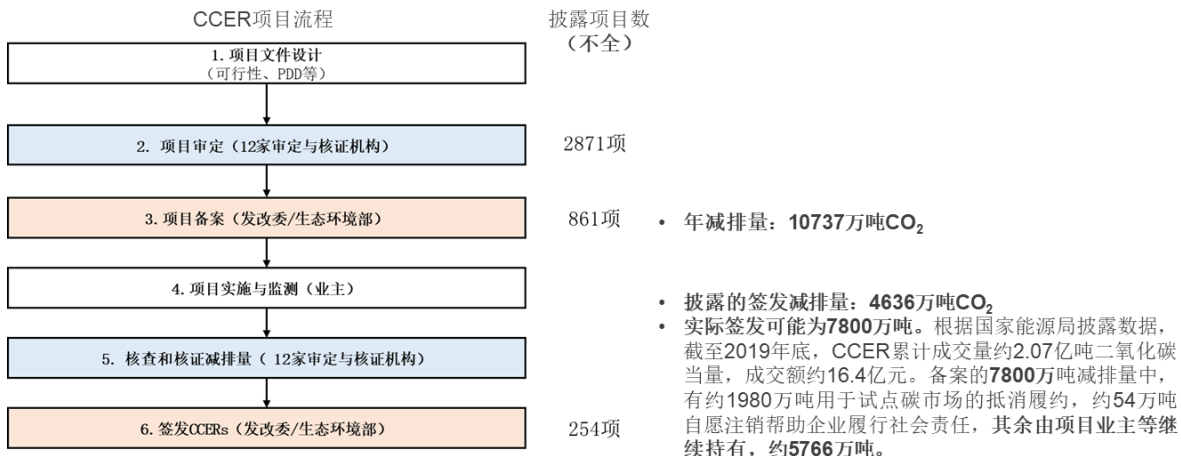 CCER项目流程
披露项目数
（不全）
1.项目文件设计
（可行性、PDD等）
2. 项目审定（12家审定与核证机构）
2871项
3.项目备案（发改委/生态环境部）
861项
• 年减排量：10737万吨CO₂
4.项目实施与监测（业主）
5. 核查和核证减排量（ 12家审定与核证机构）
6.签发CCERs（发改委/生态环境部）
254项
• 披露的签发减排量：4636万吨CO₂
• 实际签发可能为7800万吨。根据国家能源局披露数据，
截至2019年底，CCER累计成交量约2.07亿吨二氧化碳
当量，成交额约16.4亿元。备案的7800万吨减排量中，
有约1980万吨用于试点碳市场的抵消履约，约54万吨
自愿注销帮助企业履行社会责任，其余由项目业主等继
续持有，约5766万吨。